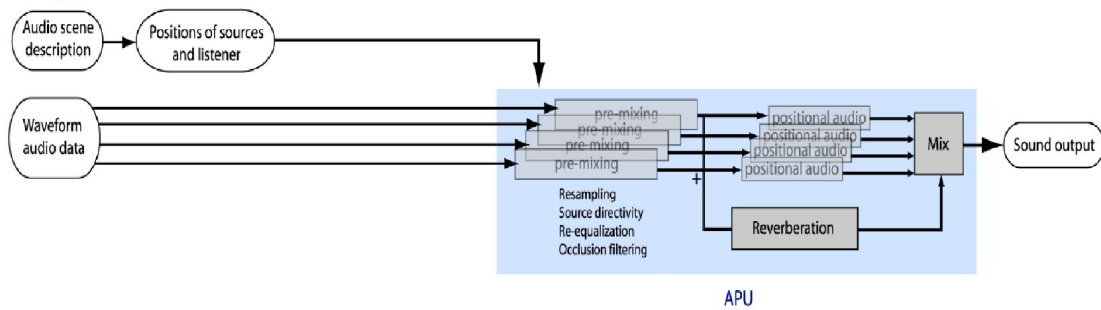 Audio scene
description
Positions of sources
and listener
Waveform
audio data
pre-mixing
pre-mixing
pre-mixing
pre-mixing
positional audio
positional audio
positional audio
positional audio
Mix
Sound output
+
Resampling
Source directivity
Re-equalization
Occlusion filtering
Reverberation
APU